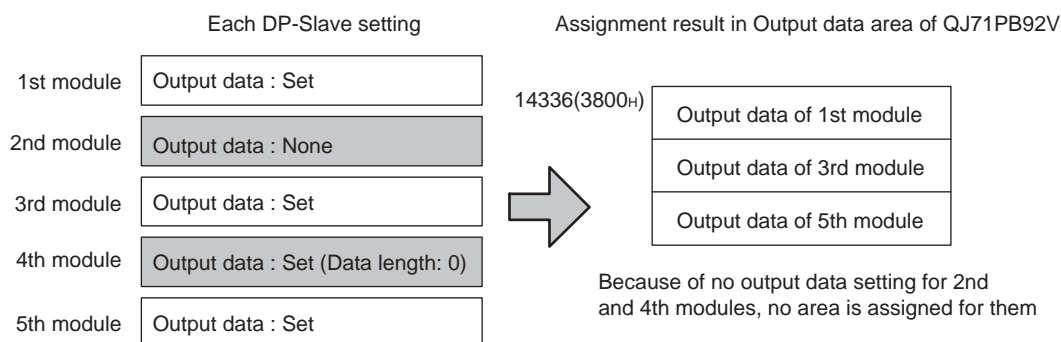 Each DP-Slave setting
1st module
Output data : Set
2nd module
Output data : None
3rd module
Output data : Set
4th module
Output data : Set (Data length: 0)
5th module
Output data : Set
Assignment result in Output data area of QJ71PB92V
14336(3800H)
Output data of 1st module
Output data of 3rd module
Output data of 5th module
Because of no output data setting for 2nd
and 4th modules, no area is assigned for them